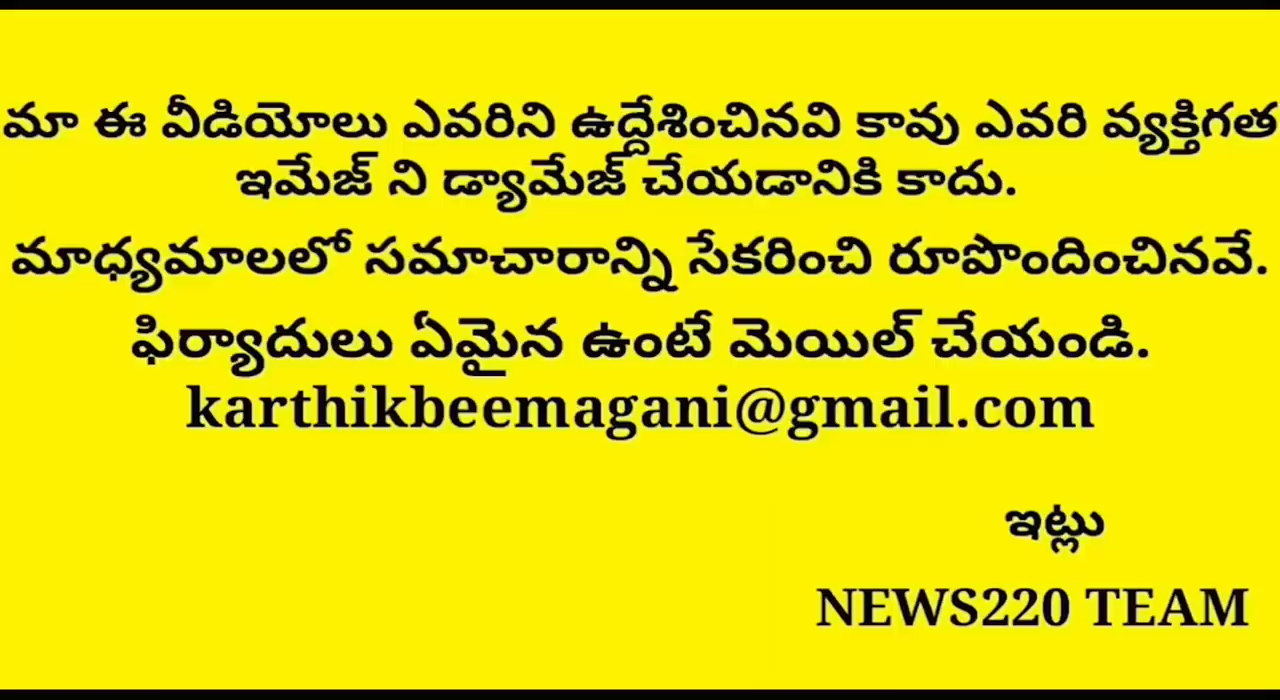 మా ఈ వీడియోలు ఎవరిని ఉద్దేశించినవి కావు ఎవరి వ్యక్తిగత
ఇమేజ్ ని డ్యామేజ్ చేయడానికి కాదు.
మాధ్యమాలలో సమాచారాన్ని సేకరించి రూపొందించినవే.
ఫిర్యాదులు ఏమైన ఉంటే మెయిల్ చేయండి.
karthikbeemagani@gmail.com
ఇట్లు
NEWS220 TEAM